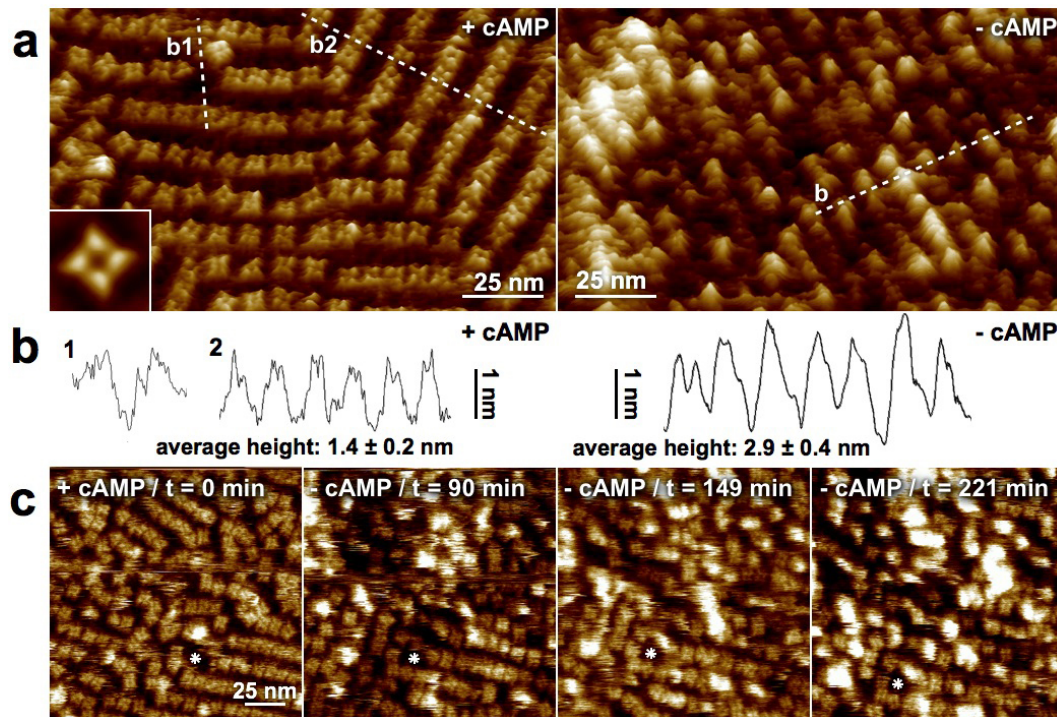 a
b1
b2
+ cAMP
- cAMP
b
25 nm
25 nm
b
1
2
+ cAMP
1 nm
1 nm
- cAMP
average height: 1.4 ± 0.2 nm
average height: 2.9 ± 0.4 nm
c
+ cAMP / t = 0 min
- cAMP / t = 90 min
- cAMP / t = 149 min
- cAMP / t = 221 min
*
*
*
*
25 nm